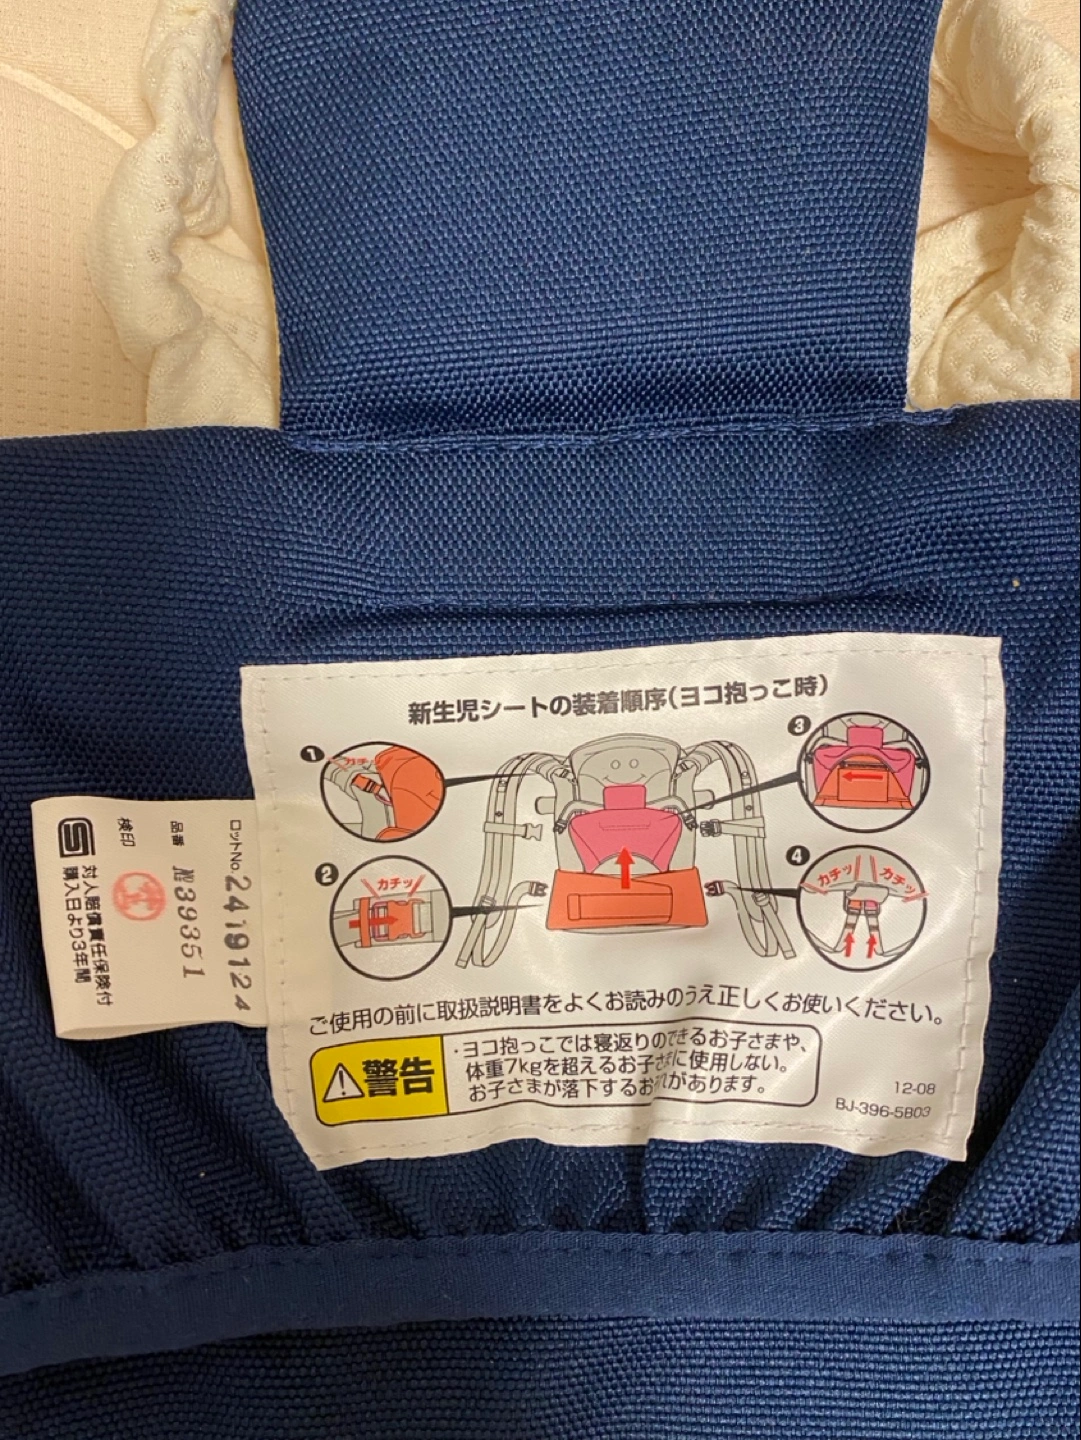 新生児シートの装着順序(ヨコ抱っこ時)
1
カチッ
2
カチッ
3
4
カチッ
カチッ
ご使用の前に取扱説明書をよくお読みのうえ正しくお使いください。
警告
・ヨコ抱っこでは寝返りのできるお子さまや、
体重7kgを超えるお子さまに使用しない。
お子さまが落下するおそれがあります。
12-08
BJ-396-5B03
ロットNo. 2419124
品番 №39351
検印
SG
対人賠償責任保険付
購入日より3年間